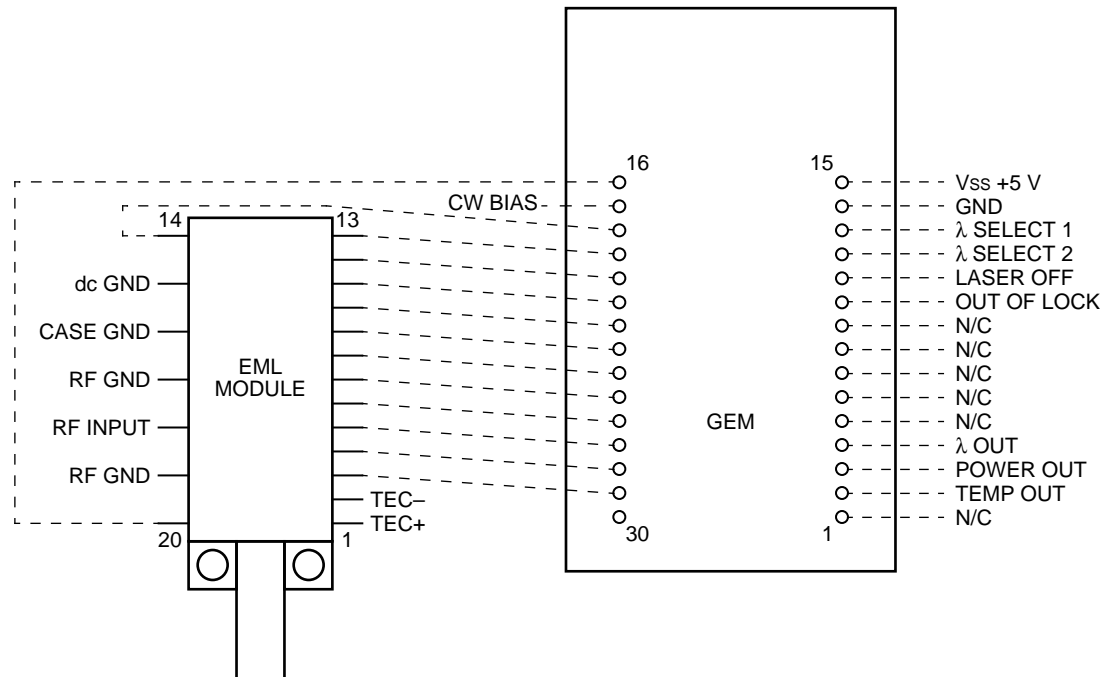 16
15
CW BIAS
14
13
dc GND
CASE GND
RF GND
RF INPUT
RF GND
EML
MODULE
TEC–
TEC+
20
1
GEM
30
1
VSS +5 V
GND
λ SELECT 1
λ SELECT 2
LASER OFF
OUT OF LOCK
N/C
N/C
N/C
N/C
N/C
λ OUT
POWER OUT
TEMP OUT
N/C